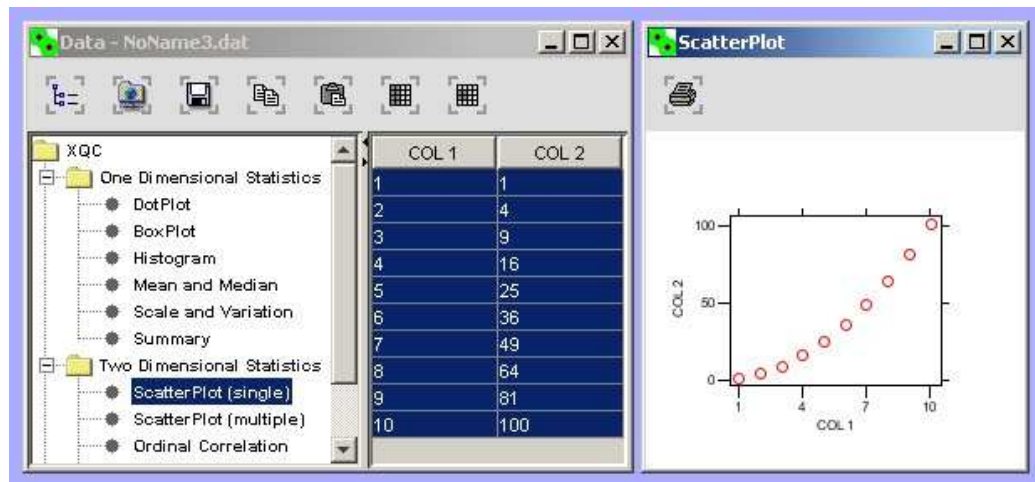 Data - NoName3.dat
XQC
One Dimensional Statistics
DotPlot
BoxPlot
Histogram
Mean and Median
Scale and Variation
Summary
Two Dimensional Statistics
ScatterPlot (single)
ScatterPlot (multiple)
Ordinal Correlation
COL 1 COL 2
1 1
2 4
3 9
4 16
5 25
6 36
7 49
8 64
9 81
10 100
ScatterPlot
1 4 7 10
100
50
0
COL 2
COL 1